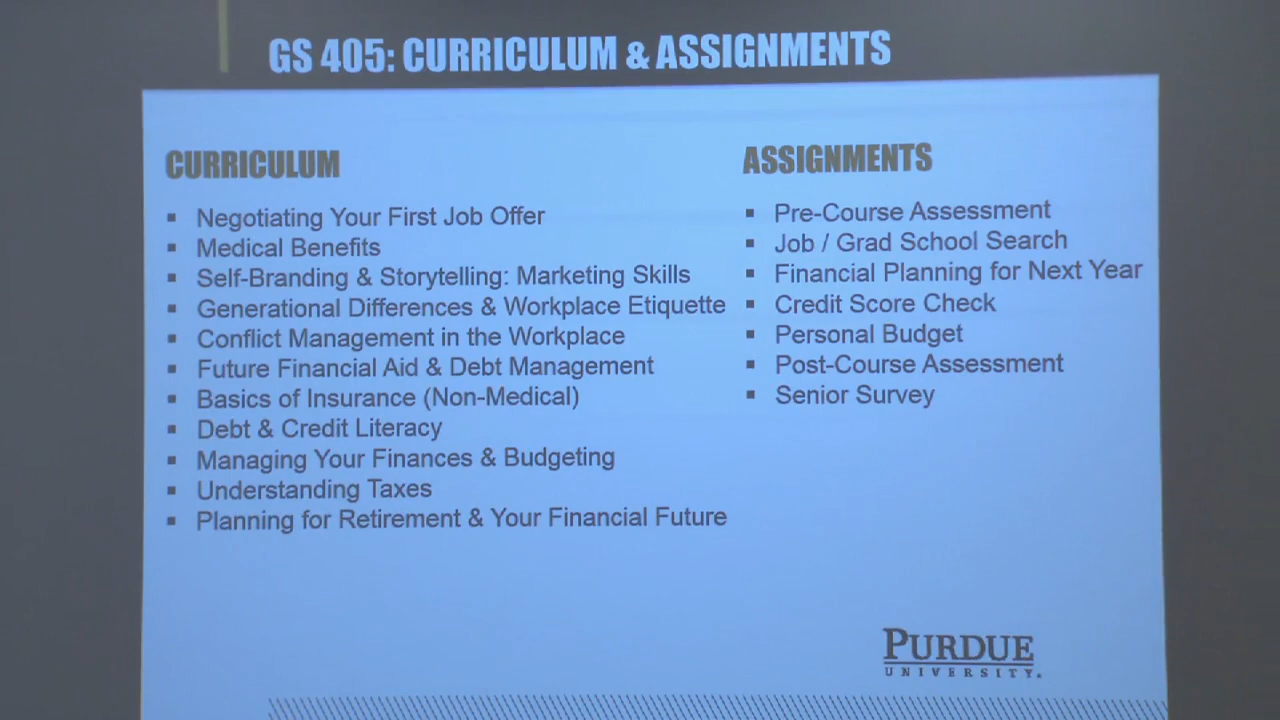 GS 405: CURRICULUM & ASSIGNMENTS
CURRICULUM
▪ Negotiating Your First Job Offer
▪ Medical Benefits
▪ Self-Branding & Storytelling: Marketing Skills
▪ Generational Differences & Workplace Etiquette
▪ Conflict Management in the Workplace
▪ Future Financial Aid & Debt Management
▪ Basics of Insurance (Non-Medical)
▪ Debt & Credit Literacy
▪ Managing Your Finances & Budgeting
▪ Understanding Taxes
▪ Planning for Retirement & Your Financial Future
ASSIGNMENTS
▪ Pre-Course Assessment
▪ Job / Grad School Search
▪ Financial Planning for Next Year
▪ Credit Score Check
▪ Personal Budget
▪ Post-Course Assessment
▪ Senior Survey
PURDUE
UNIVERSITY.